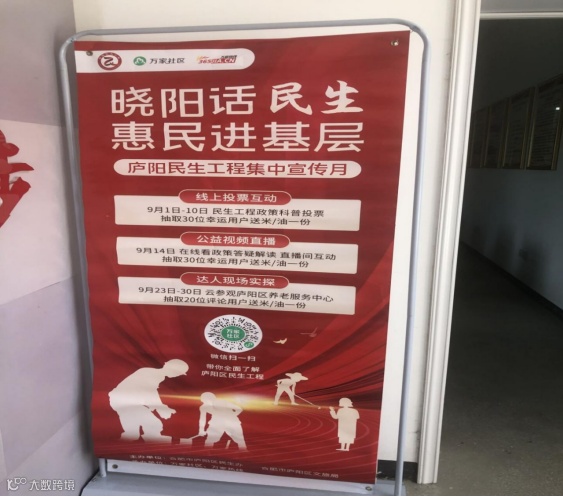 万家社区
365JIA.CN
晓阳话民生
惠民进基层
庐阳民生工程集中宣传月
线上投票互动
9月1日-10日 民生工程政策科普投票
抽取30位幸运用户送米/油一份
公益视频直播
9月14日 在线看政策答疑解读 直播间互动
抽取30位幸运用户送米/油一份
达人现场实探
9月23日-30日 云参观庐阳区养老服务中心
抽取20位评论用户送米/油一份
万家
社区
微信扫一扫
带你全面了解
庐阳区民生工程
大数跨境